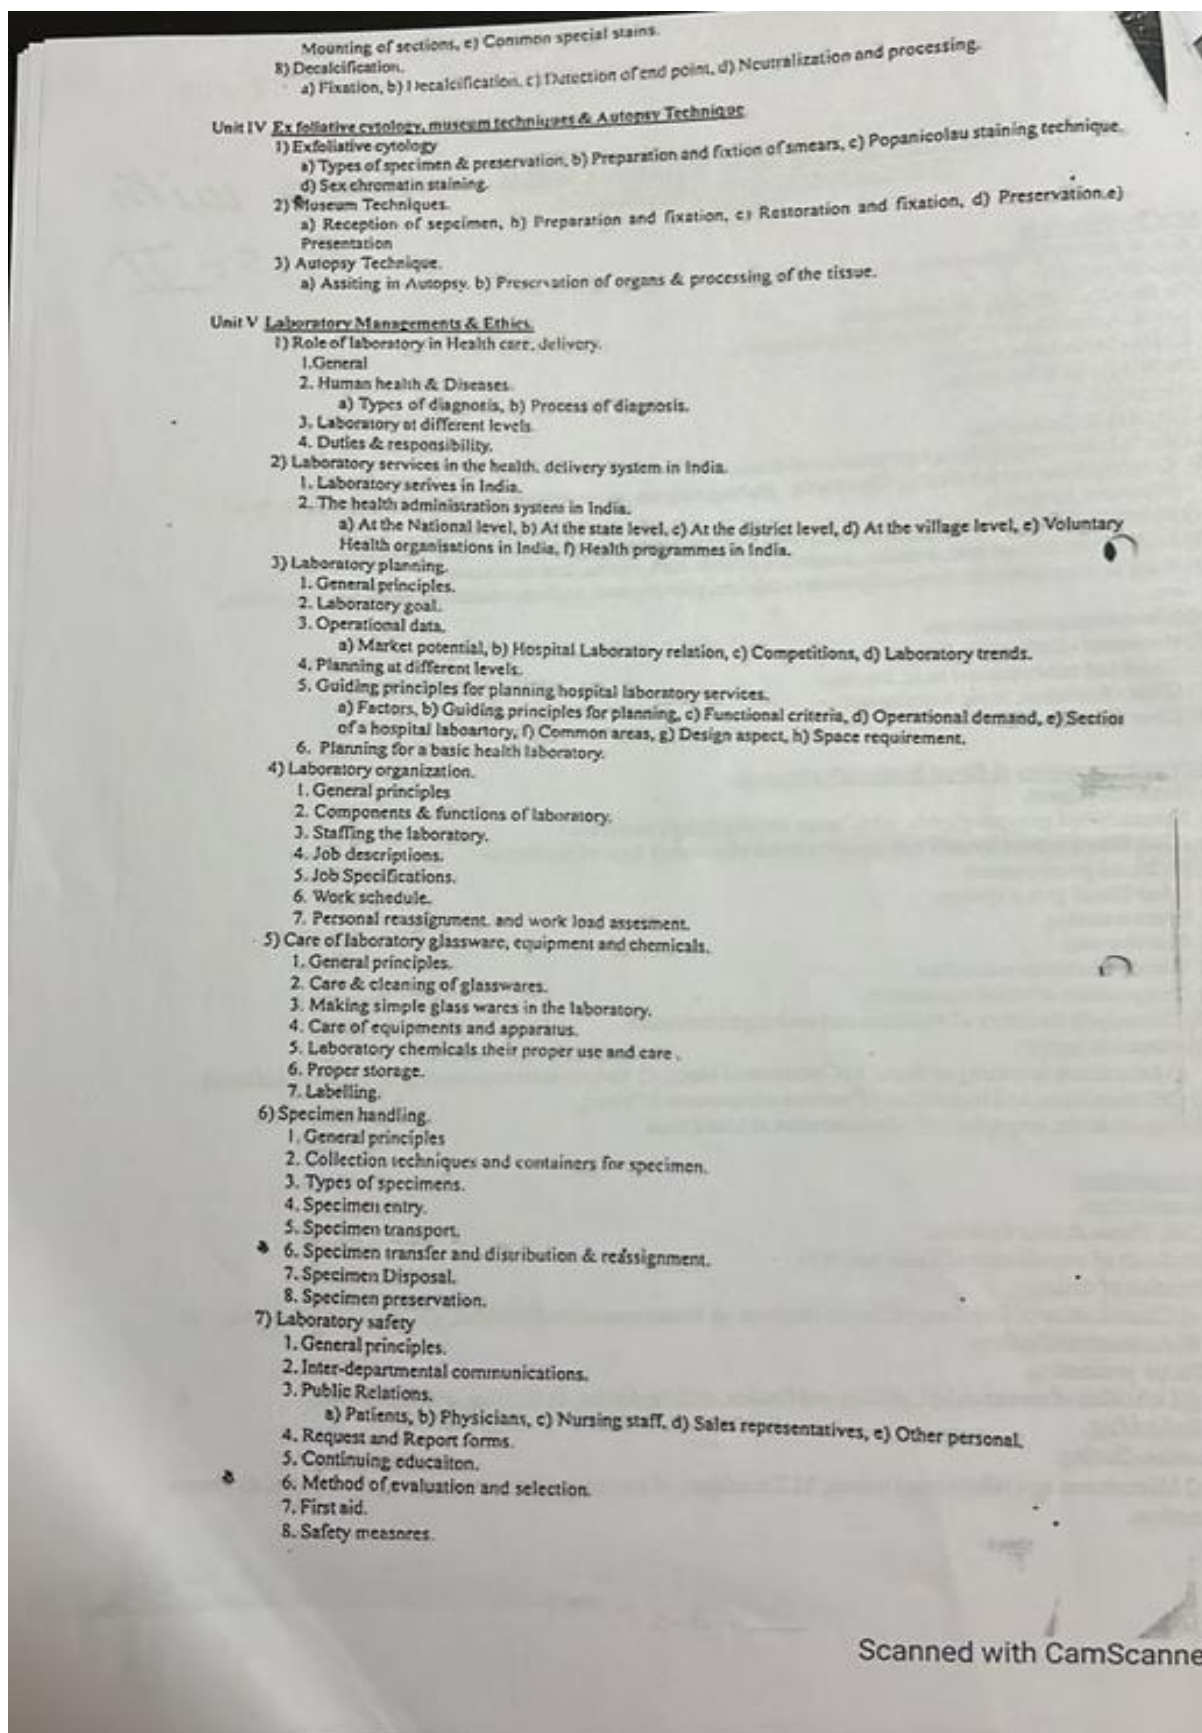 Mounting of sections, e) Common special stains.
8) Decalcification.
a) Fixation, b) Decalcification, c) Detection of end point, d) Neutralization and processing.
Unit IV Ex foliative cytology, museum techniques & Autopsy Technique
1) Exfoliative cytology
a) Types of specimen & preservation, b) Preparation and fixtion of smears, c) Popanicolau staining technique,
d) Sex chromatin staining.
2) Museum Techniques.
a) Reception of sepcimen, b) Preparation and fixation, c) Restoration and fixation, d) Preservation.e)
Presentation
3) Autopsy Technique.
a) Assiting in Autopsy. b) Preservation of organs & processing of the tissue.
Unit V Laboratory Managements & Ethics.
1) Role of laboratory in Health care, delivery.
1.General
2. Human health & Diseases.
a) Types of diagnosis, b) Process of diagnosis.
3. Laboratory at different levels.
4. Duties & responsibility.
2) Laboratory services in the health, delivery system in India.
1. Laboratory serives in India.
2. The health administration system in India.
a) At the National level, b) At the state level, c) At the district level, d) At the village level, e) Voluntary
Health organisations in India, f) Health programmes in India.
3) Laboratory planning.
1. General principles.
2. Laboratory goal.
3. Operational data.
a) Market potential, b) Hospital Laboratory relation, c) Competitions, d) Laboratory trends.
4. Planning at different levels.
5. Guiding principles for planning hospital laboratory services.
a) Factors, b) Guiding principles for planning, c) Functional criteria, d) Operational demand, e) Section
of a hospital laboartory, f) Common areas, g) Design aspect, h) Space requirement.
6. Planning for a basic health laboratory.
4) Laboratory organization.
1. General principles
2. Components & functions of laboratory.
3. Staffing the laboratory.
4. Job descriptions.
5. Job Specifications.
6. Work schedule.
7. Personal reassignment. and work load assesment.
5) Care of laboratory glassware, equipment and chemicals.
1. General principles.
2. Care & cleaning of glasswares.
3. Making simple glass wares in the laboratory.
4. Care of equipments and apparatus.
5. Laboratory chemicals their proper use and care .
6. Proper storage.
7. Labelling.
6) Specimen handling.
1. General principles
2. Collection techniques and containers for specimen.
3. Types of specimens.
4. Specimen entry.
5. Specimen transport.
6. Specimen transfer and distribution & reassignment.
7. Specimen Disposal.
8. Specimen preservation.
7) Laboratory safety
1. General principles.
2. Inter-departmental communications.
3. Public Relations.
a) Patients, b) Physicians, c) Nursing staff, d) Sales representatives, e) Other personal.
4. Request and Report forms.
5. Continuing educaiton.
6. Method of evaluation and selection.
7. First aid.
8. Safety measores.
Scanned with CamScanne